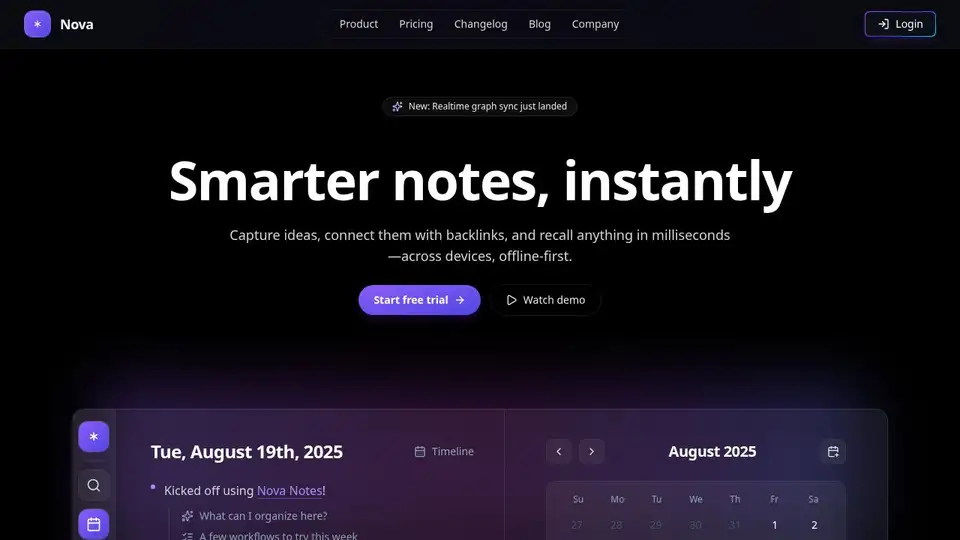 Nova
Product
Pricing
Changelog
Blog
Company
Login
New: Realtime graph sync just landed
Smarter notes, instantly
Capture ideas, connect them with backlinks, and recall anything in milliseconds
—across devices, offline-first.
Start free trial
Watch demo
Tue, August 19th, 2025
Timeline
Kicked off using Nova Notes!
What can I organize here?
A few workflows to try this week
August 2025
Su Mo Tu We Th Fr Sa
27 28 29 30 31 1 2